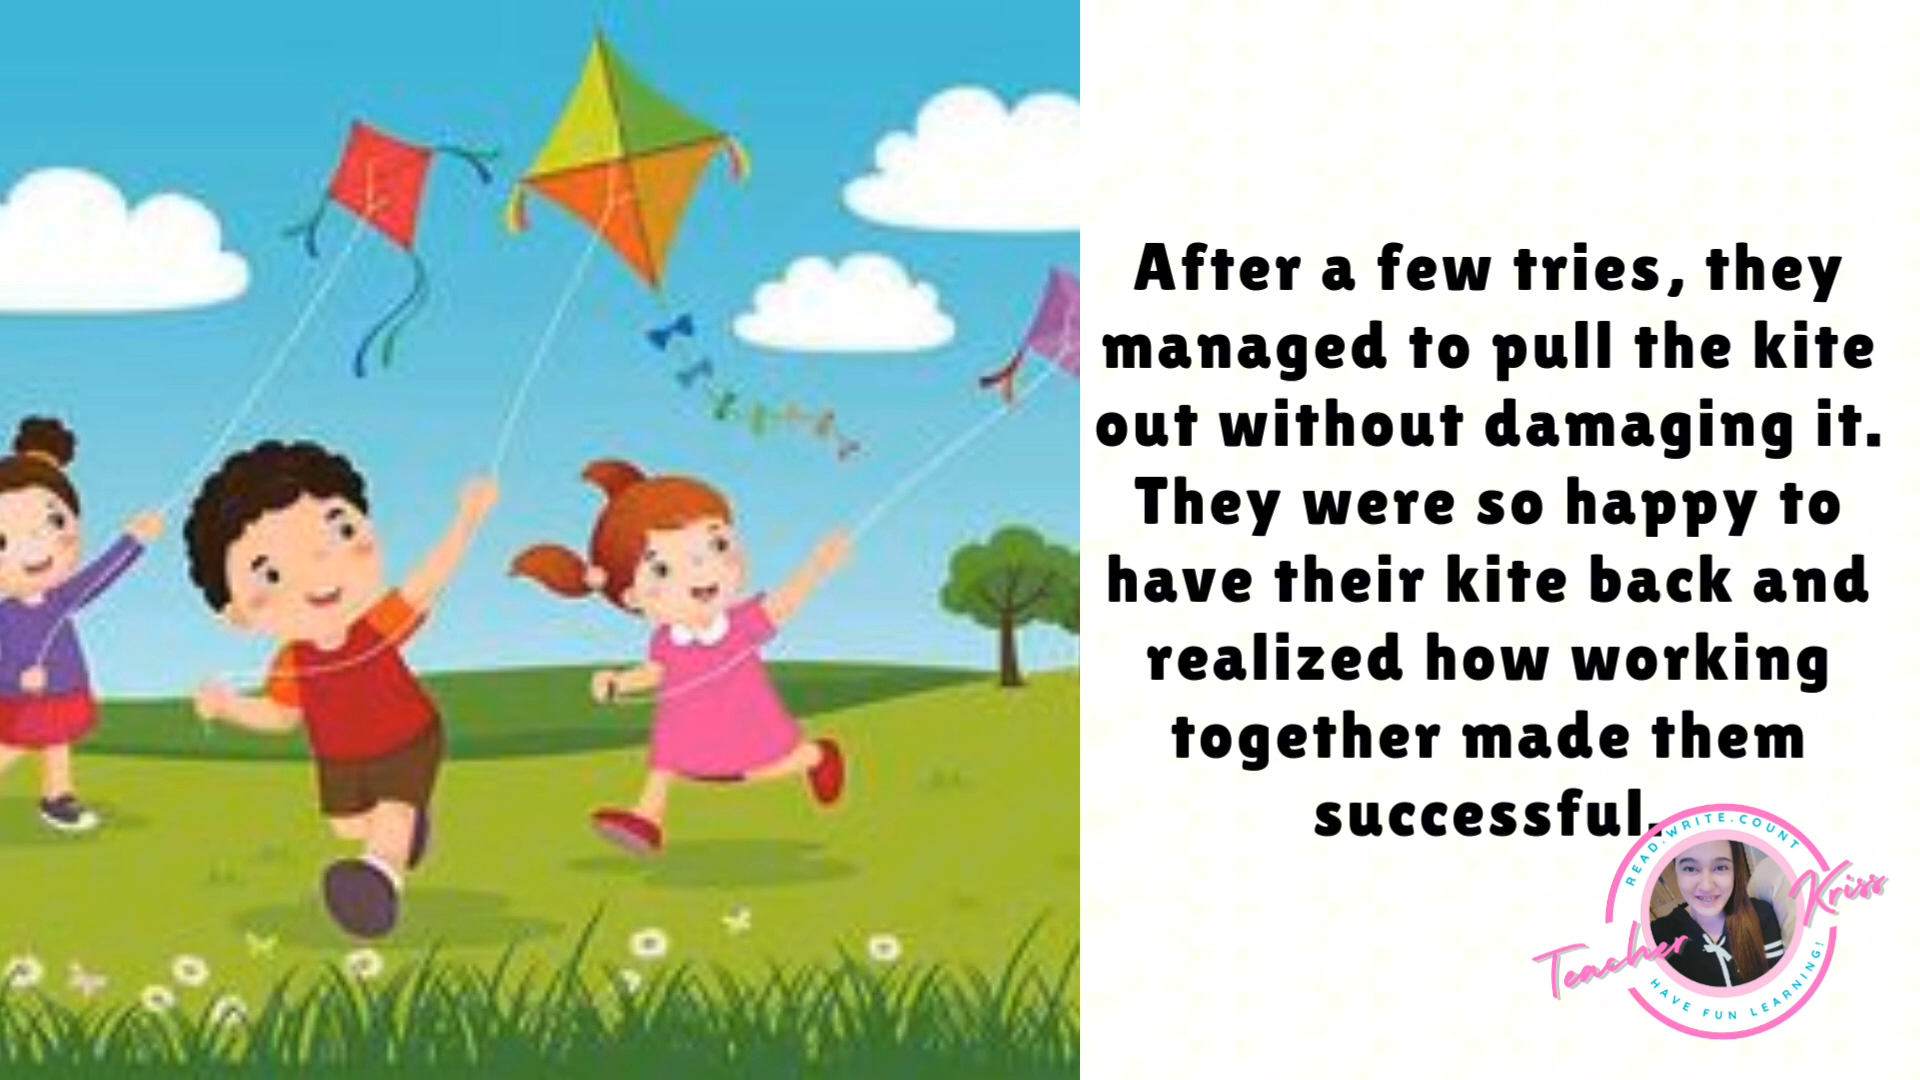 After a few tries, they
managed to pull the kite
out without damaging it.
They were so happy to
have their kite back and
realized how working
together made them
successful.
READ.WRITE.COUNT
Teacher Kriss
HAVE FUN LEARNING!